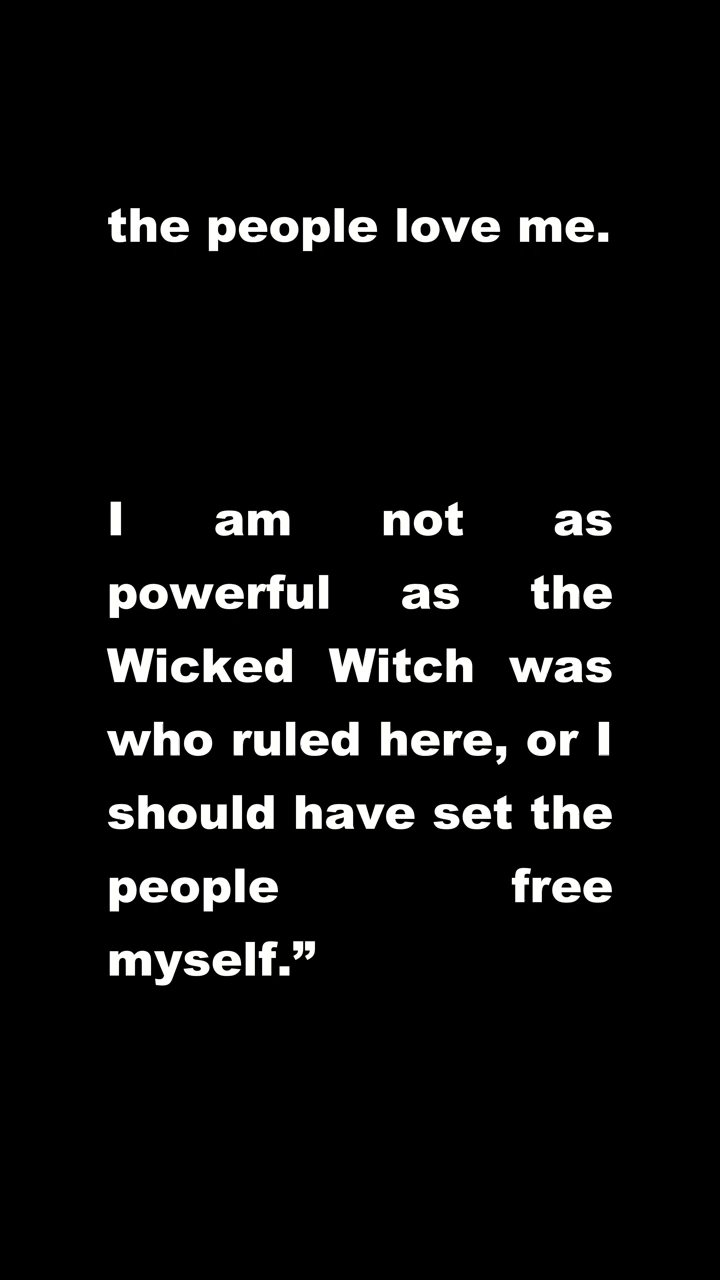 the people love me.
I am not as
powerful as the
Wicked Witch was
who ruled here, or I
should have set the
people free
myself.”